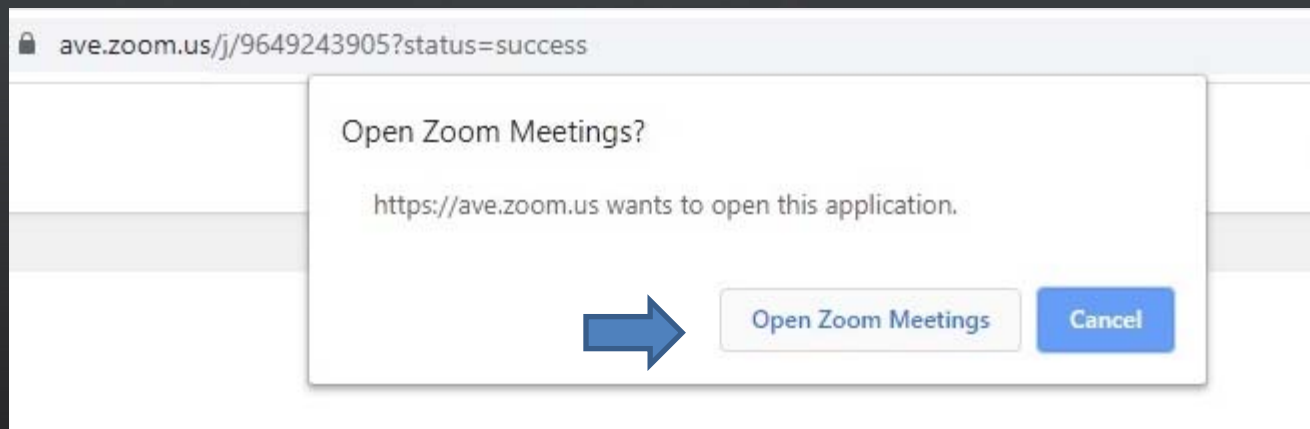 ave.zoom.us/j/9649243905?status=success
Open Zoom Meetings?
https://ave.zoom.us wants to open this application.
Open Zoom Meetings Cancel